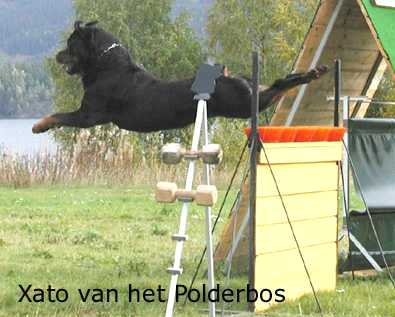 Xato van het Polderbos